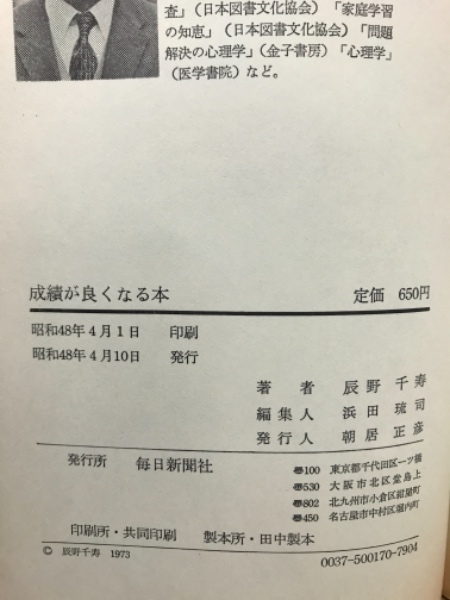 査」（日本図書文化協会）「家庭学習
の知恵」（日本図書文化協会）「問題
解決の心理学」（金子書房）「心理学」
（医学書院）など。
成績が良くなる本　定価　650円
昭和48年4月1日　印刷
昭和48年4月10日　発行
著者　辰野千寿
編集人　浜田琉司
発行人　朝居正彦
発行所　毎日新聞社
〠100　東京都千代田区一ツ橋
〠530　大阪市北区堂島上
〠802　北九州市小倉区紺屋町
〠450　名古屋市中村区堀内町
印刷所・共同印刷　製本所・田中製本
© 辰野千寿　1973
0037-500170-7904